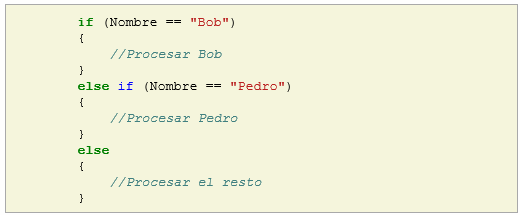 if (Nombre == "Bob")
{
//Procesar Bob
}
else if (Nombre == "Pedro")
{
//Procesar Pedro
}
else
{
//Procesar el resto
}